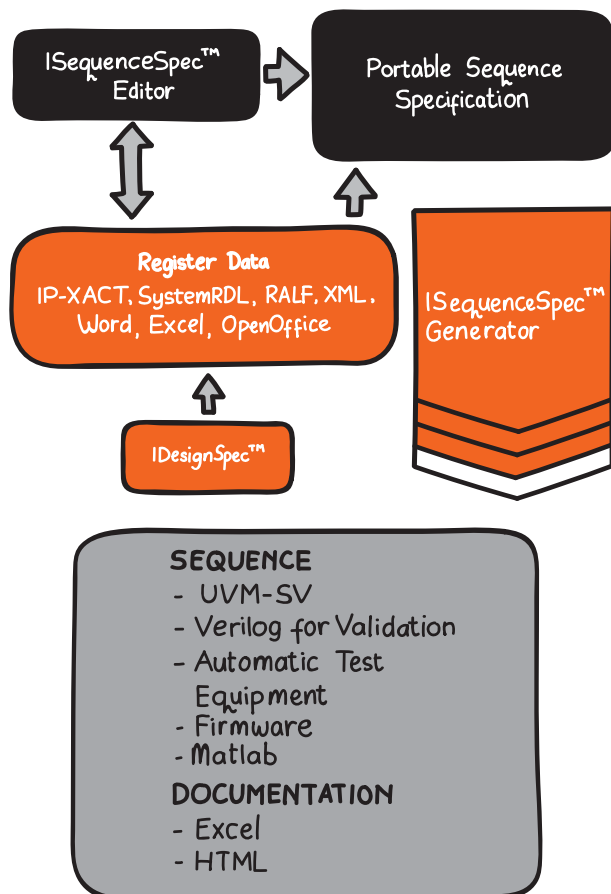 ISequenceSpec™
Editor
Portable Sequence
Specification
Register Data
IP-XACT, SystemRDL, RALF, XML,
Word, Excel, OpenOffice
ISequenceSpec™
Generator
IDesignSpec™
SEQUENCE
- UVM-SV
- Verilog for Validation
- Automatic Test
Equipment
- Firmware
- Matlab
DOCUMENTATION
- Excel
- HTML